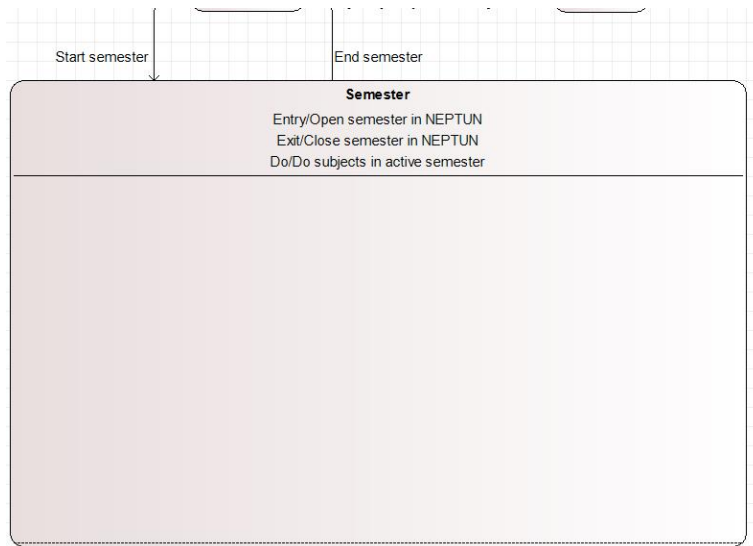 Start semester
End semester
Semester
Entry/Open semester in NEPTUN
Exit/Close semester in NEPTUN
Do/Do subjects in active semester